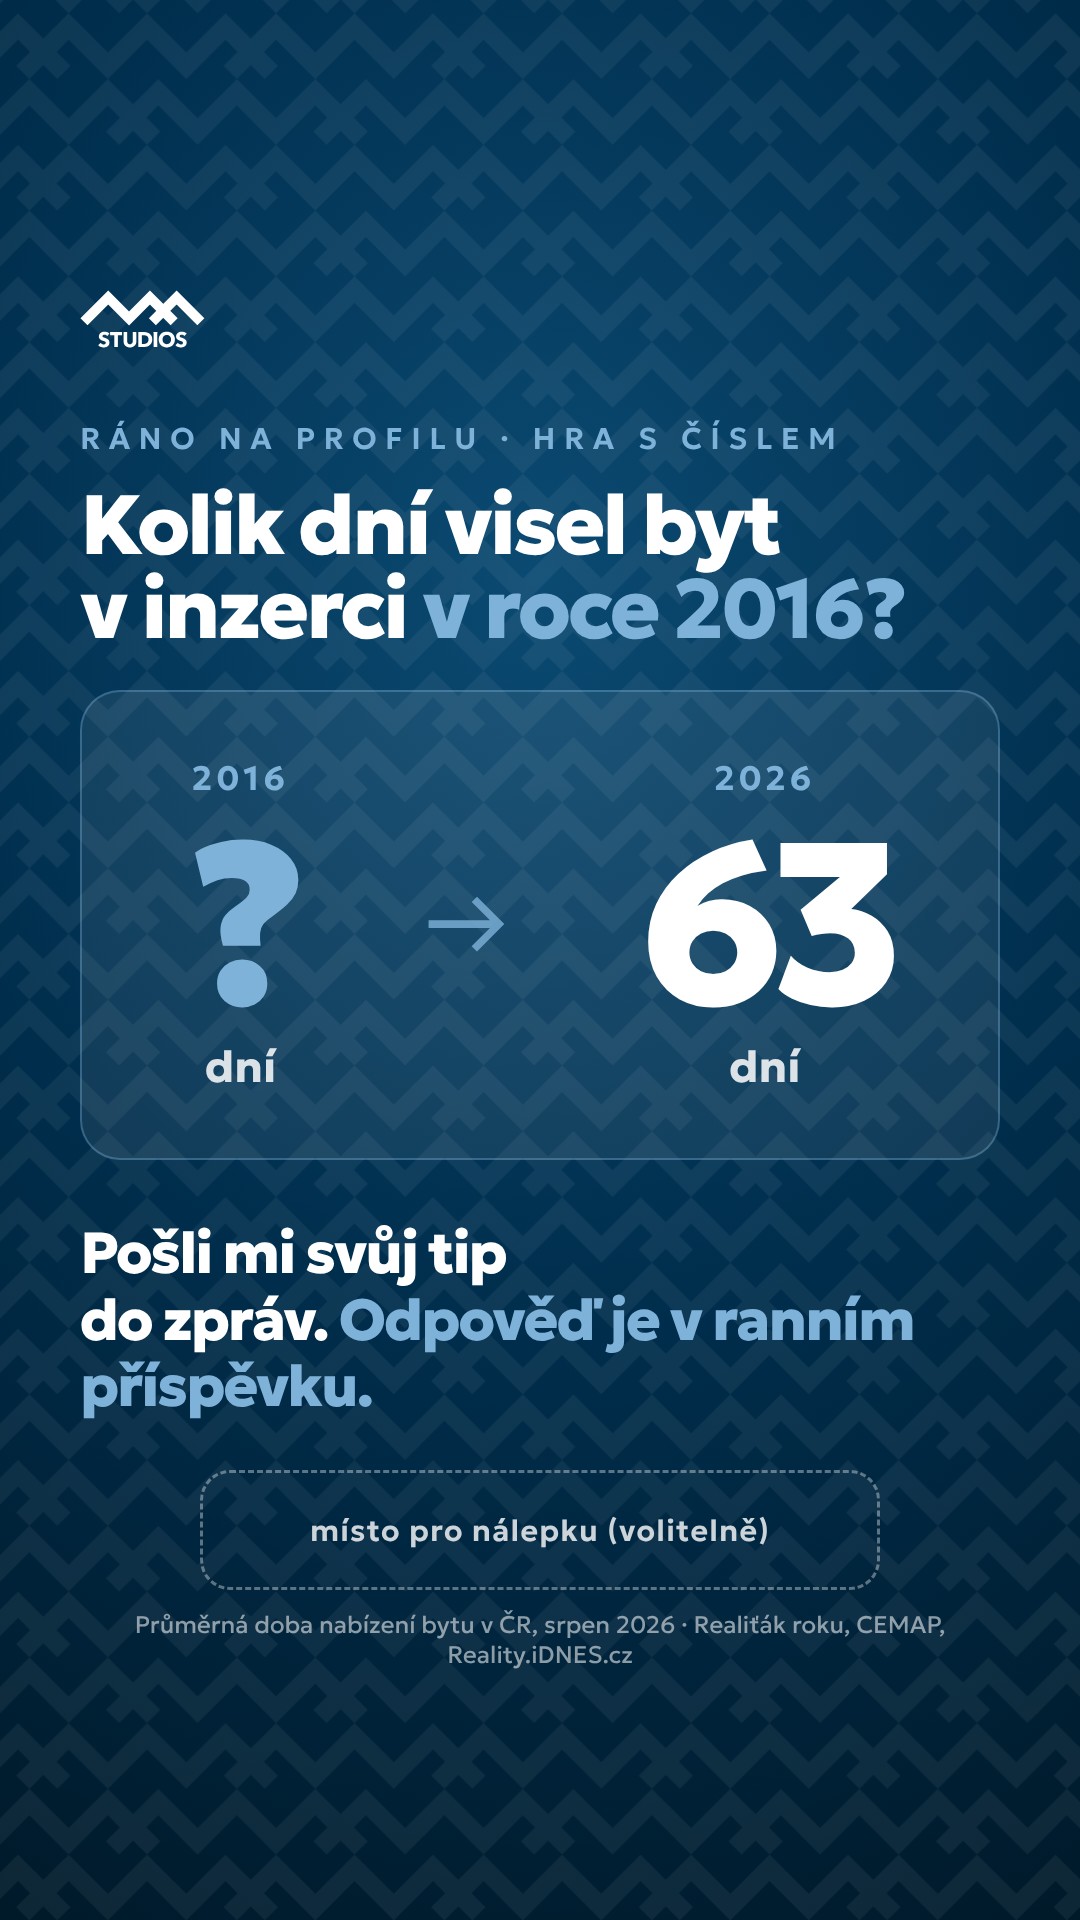 STUDIOS
RÁNO NA PROFILU · HRA S ČÍSLEM
Kolik dní visel byt
v inzerci v roce 2016?
2016
2026
?
→
63
dní
dní
Pošli mi svůj tip
do zpráv. Odpověď je v ranním
příspěvku.
místo pro nálepku (volitelně)
Průměrná doba nabízení bytu v ČR, srpen 2026 · Realiťák roku, CEMAP,
Reality.iDNES.cz